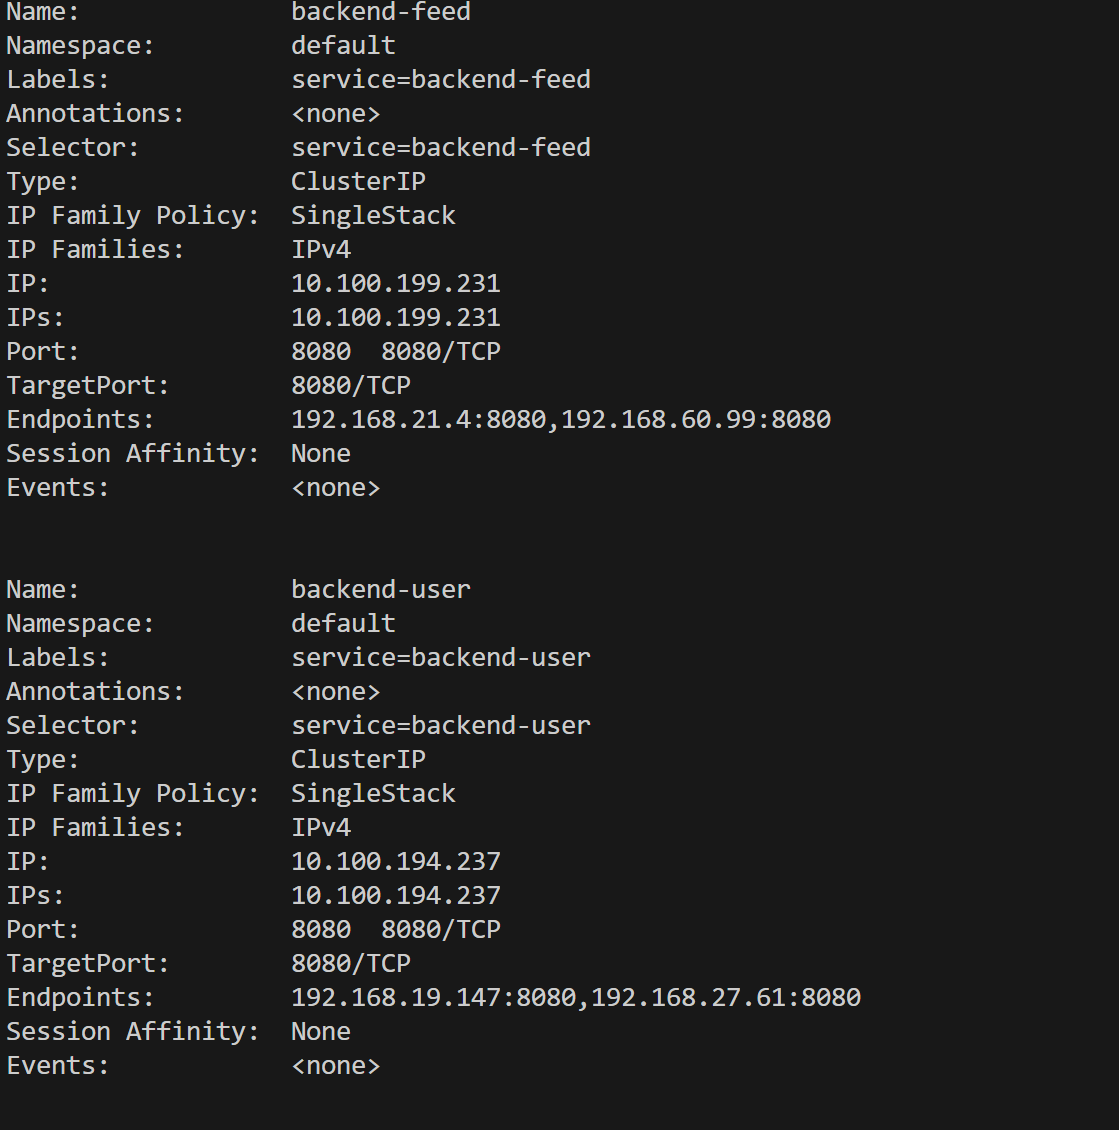 Name:              backend-feed
Namespace:         default
Labels:            service=backend-feed
Annotations:       <none>
Selector:          service=backend-feed
Type:              ClusterIP
IP Family Policy:  SingleStack
IP Families:       IPv4
IP:                10.100.199.231
IPs:               10.100.199.231
Port:              8080  8080/TCP
TargetPort:        8080/TCP
Endpoints:         192.168.21.4:8080,192.168.60.99:8080
Session Affinity:  None
Events:            <none>
Name:              backend-user
Namespace:         default
Labels:            service=backend-user
Annotations:       <none>
Selector:          service=backend-user
Type:              ClusterIP
IP Family Policy:  SingleStack
IP Families:       IPv4
IP:                10.100.194.237
IPs:               10.100.194.237
Port:              8080  8080/TCP
TargetPort:        8080/TCP
Endpoints:         192.168.19.147:8080,192.168.27.61:8080
Session Affinity:  None
Events:            <none>